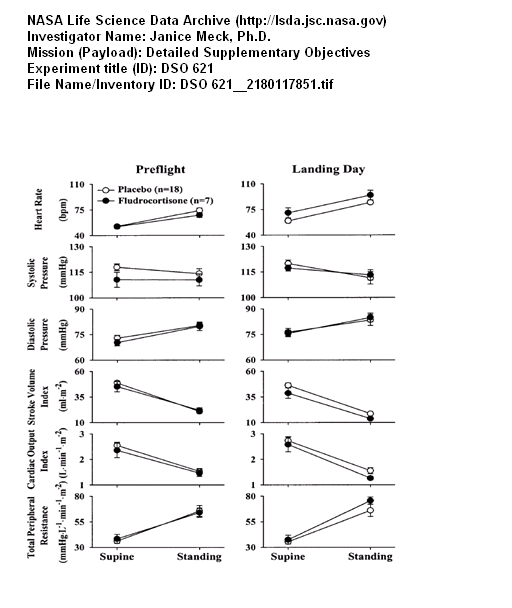 NASA Life Science Data Archive (http://lsda.jsc.nasa.gov)
Investigator Name: Janice Meck, Ph.D.
Mission (Payload): Detailed Supplementary Objectives
Experiment title (ID): DSO 621
File Name/Inventory ID: DSO 621__2180117851.tif
Preflight
Landing Day
Heart Rate
(bpm)
110
75
40
Placebo (n=18)
Fludrocortisone (n=7)
110
75
40
Systolic
Pressure
(mmHg)
130
115
100
130
115
100
Diastolic
Pressure
(mmHg)
90
75
60
90
75
60
Stroke Volume
Index
(ml·m-2)
60
35
10
60
35
10
Cardiac Output
Index
(L·min-1·m-2)
3
2
1
3
2
1
Total Peripheral
Resistance
(mmHg·L-1·min-1·m-2)
80
55
30
80
55
30
Supine
Standing
Supine
Standing